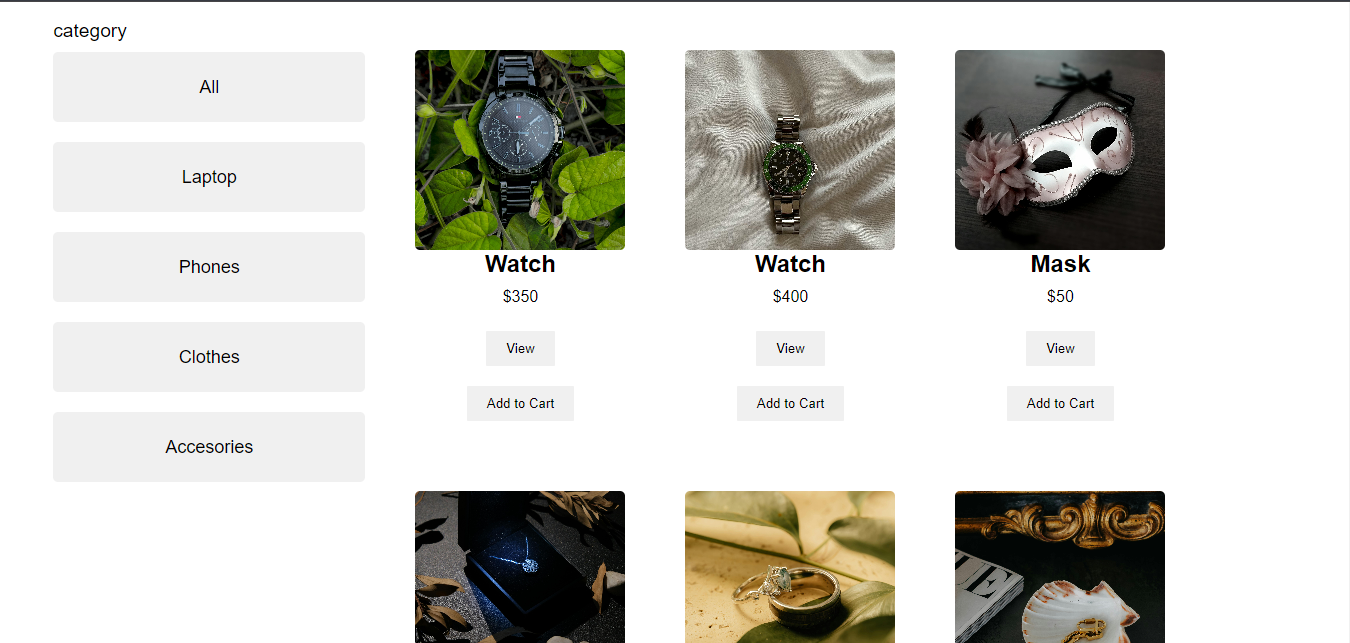 category
All
Laptop
Phones
Clothes
Accesories
Watch
$350
View
Add to Cart
Watch
$400
View
Add to Cart
Mask
$50
View
Add to Cart